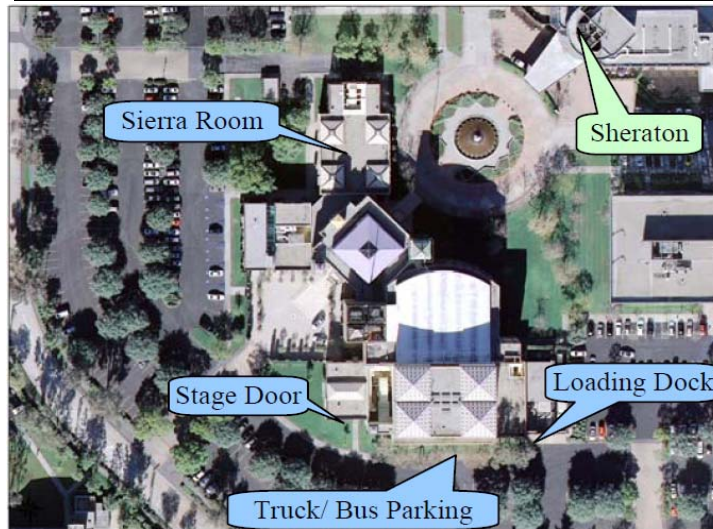 Sierra Room
Sheraton
Stage Door
Loading Dock
Truck/ Bus Parking